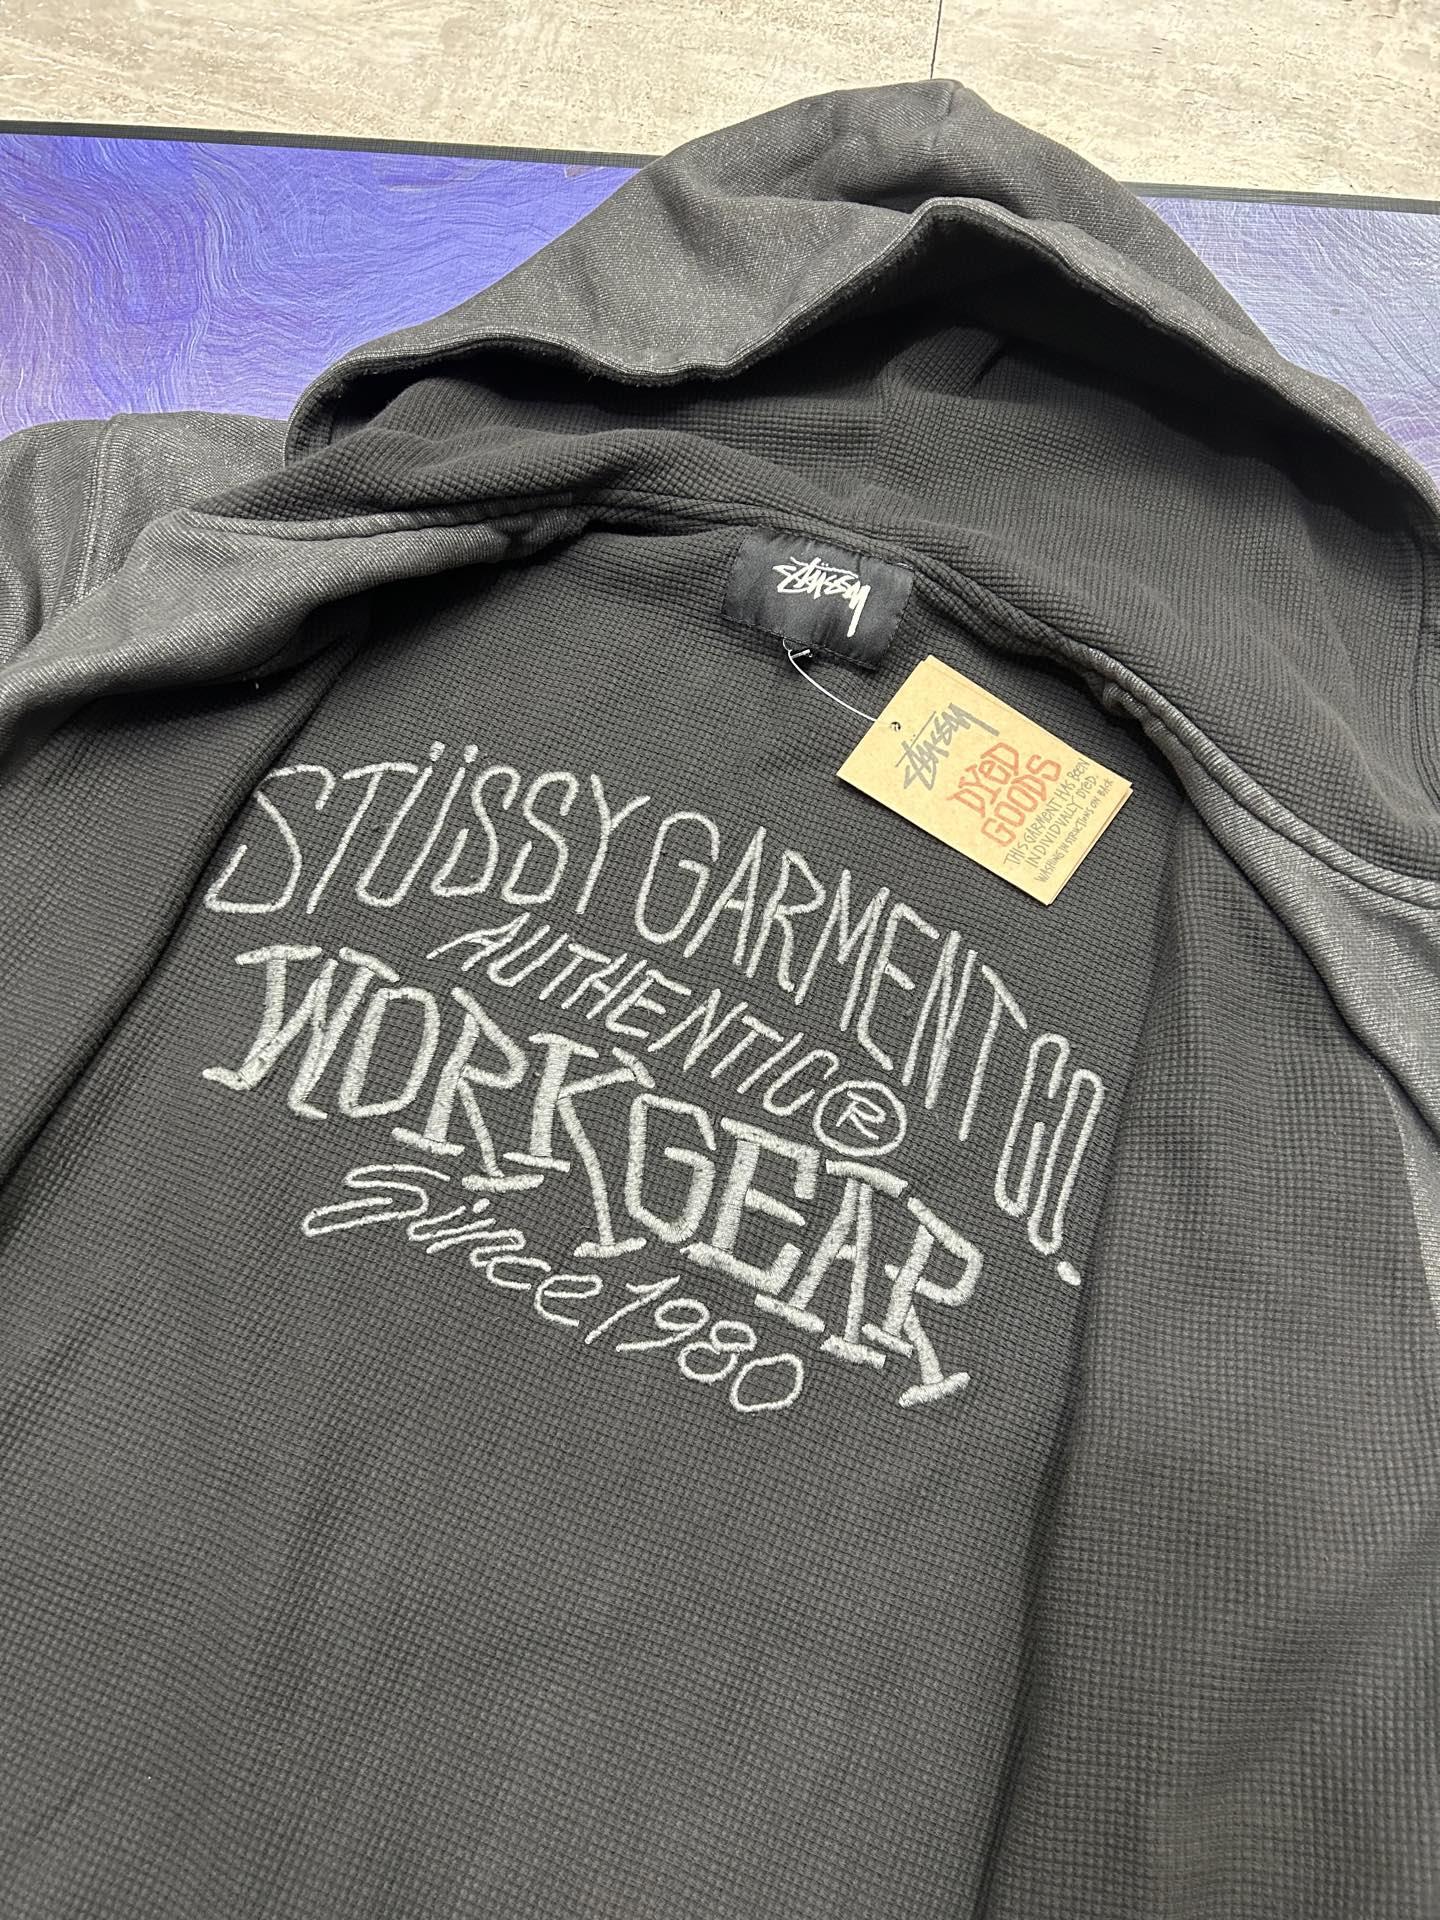 STÜSSY
STÜSSY
DYED
GOODS
THIS GARMENT HAS BEEN
INDIVIDUALLY DYED.
WASHING INSTRUCTIONS ON BACK
STÜSSY GARMENT CO!
AUTHENTIC®
WORKGEAR
Since 1980